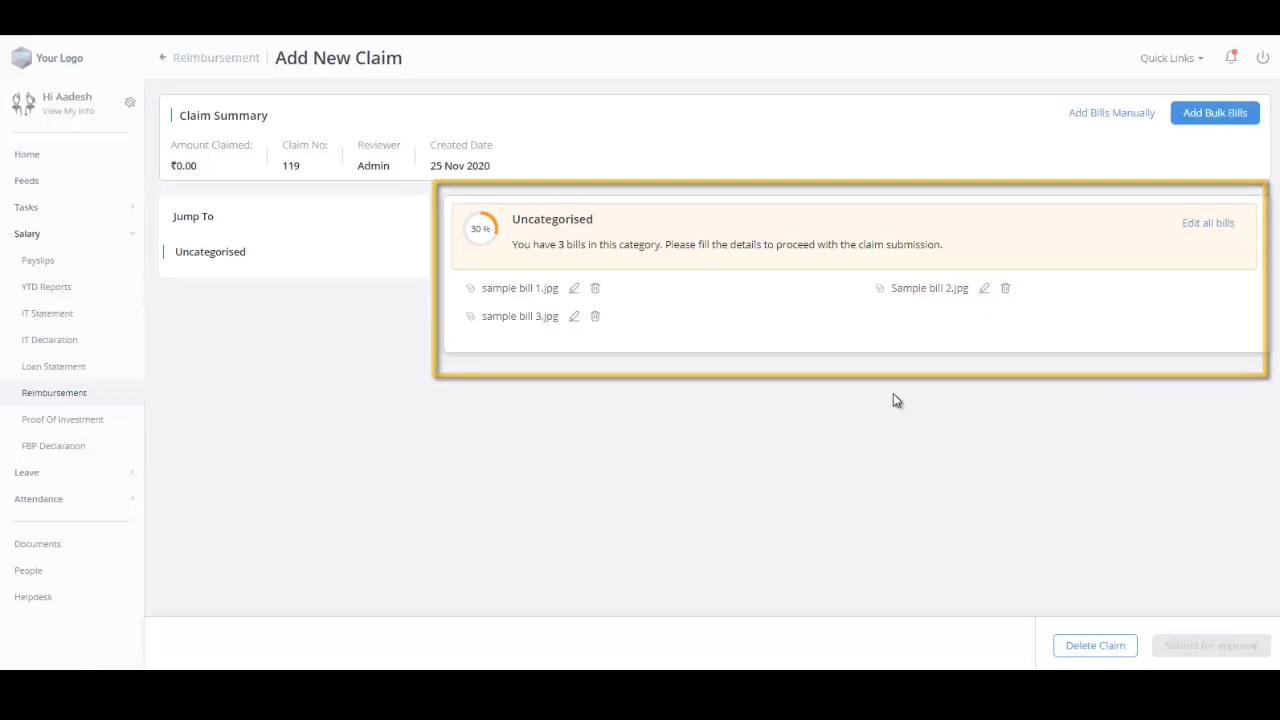 Your Logo
Reimbursement
Add New Claim
Quick Links
Hi Aadesh
View My Info
Home
Feeds
Tasks
Salary
Payslips
YTD Reports
IT Statement
IT Declaration
Loan Statement
Reimbursement
Proof Of Investment
FBP Declaration
Leave
Attendance
Documents
People
Helpdesk
Claim Summary
Add Bills Manually
Add Bulk Bills
Amount Claimed: Claim No: Reviewer Created Date
₹0.00 119 Admin 25 Nov 2020
Jump To
Uncategorised
30 %
Uncategorised
Edit all bills
You have 3 bills in this category. Please fill the details to proceed with the claim submission.
sample bill 1.jpg
Sample bill 2.jpg
sample bill 3.jpg
Delete Claim
Submit for approval